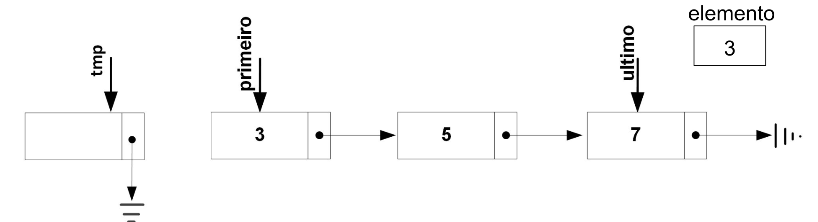 elemento
3
tmp
primeiro
ultimo
3
5
7